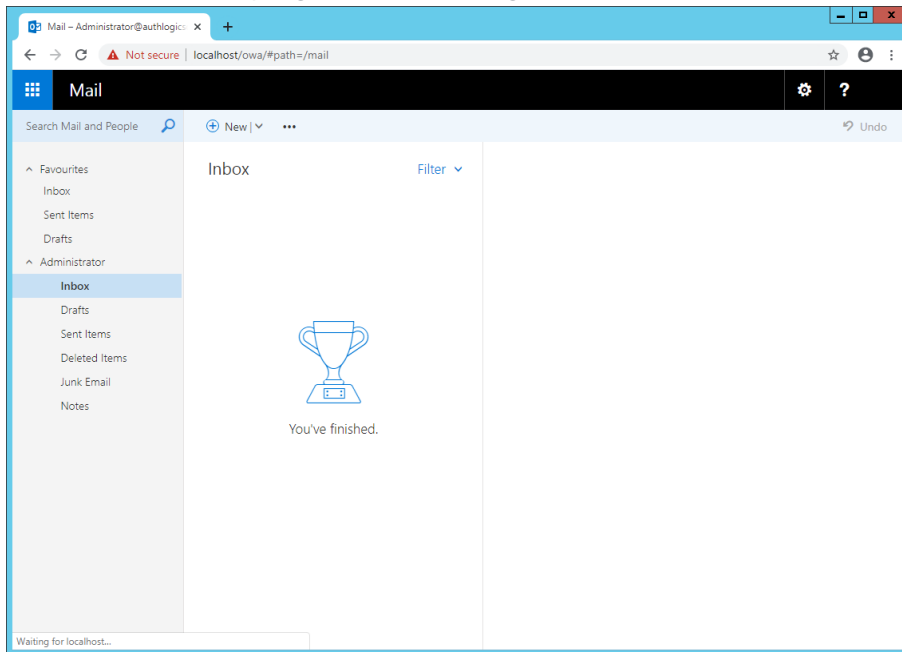 Mail – Administrator@authlogics
Not secure | localhost/owa/#path=/mail
Mail
?
Search Mail and People
New
Undo
Favourites
Inbox
Sent Items
Drafts
Administrator
Inbox
Drafts
Sent Items
Deleted Items
Junk Email
Notes
Inbox
Filter
You've finished.
Waiting for localhost...